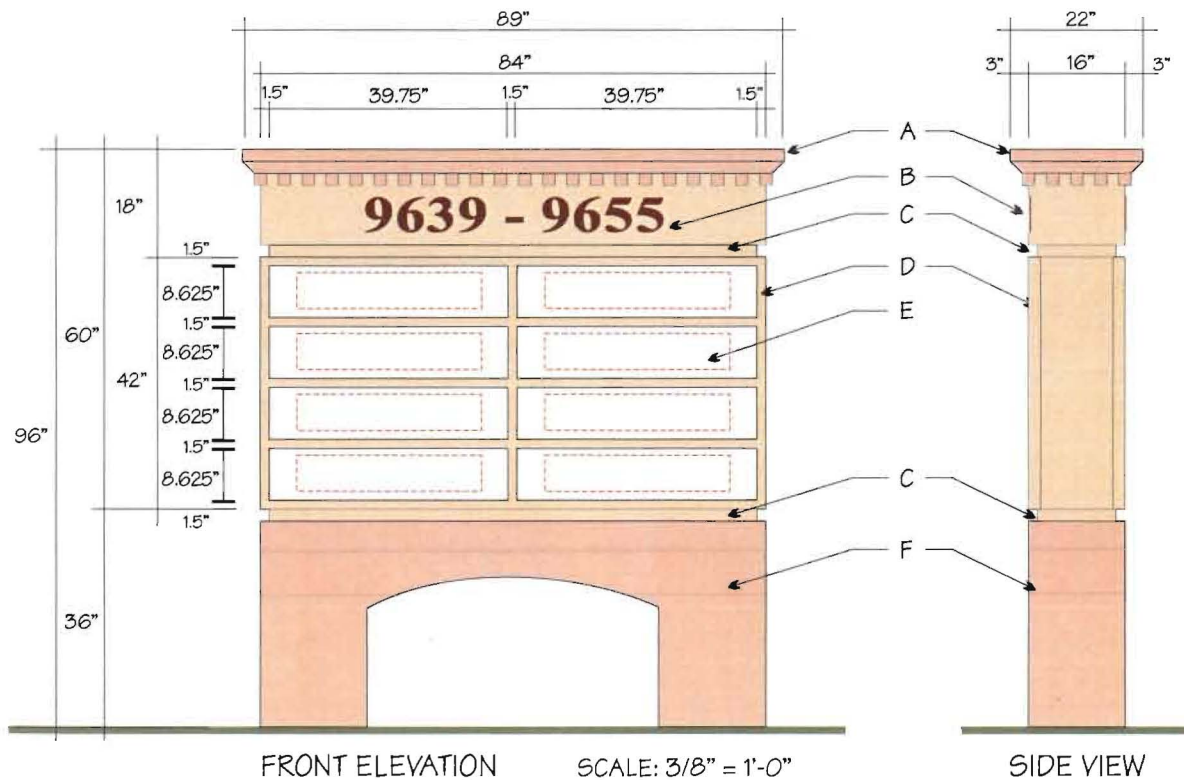 89”
22”
84”
3” 16” 3”
1.5” 39.75” 1.5” 39.75” 1.5”
A
B
18”
9639 - 9655
C
1.5”
D
8.625”
E
1.5”
60”
8.625”
42”
1.5”
96”
8.625”
1.5”
8.625”
C
1.5”
F
36”
FRONT ELEVATION SCALE: 3/8” = 1'-0” SIDE VIEW